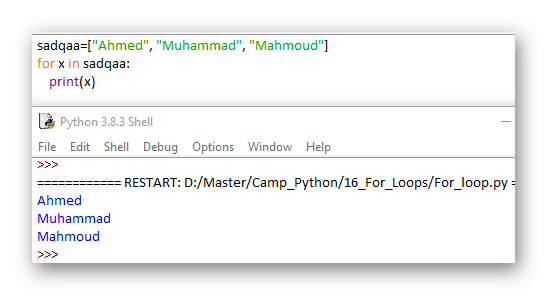 sadqaa=["Ahmed", "Muhammad", "Mahmoud"]
for x in sadqaa:
    print(x)
Python 3.8.3 Shell
File Edit Shell Debug Options Window Help
>>>
============ RESTART: D:/Master/Camp_Python/16_For_Loops/For_loop.py =
Ahmed
Muhammad
Mahmoud
>>>